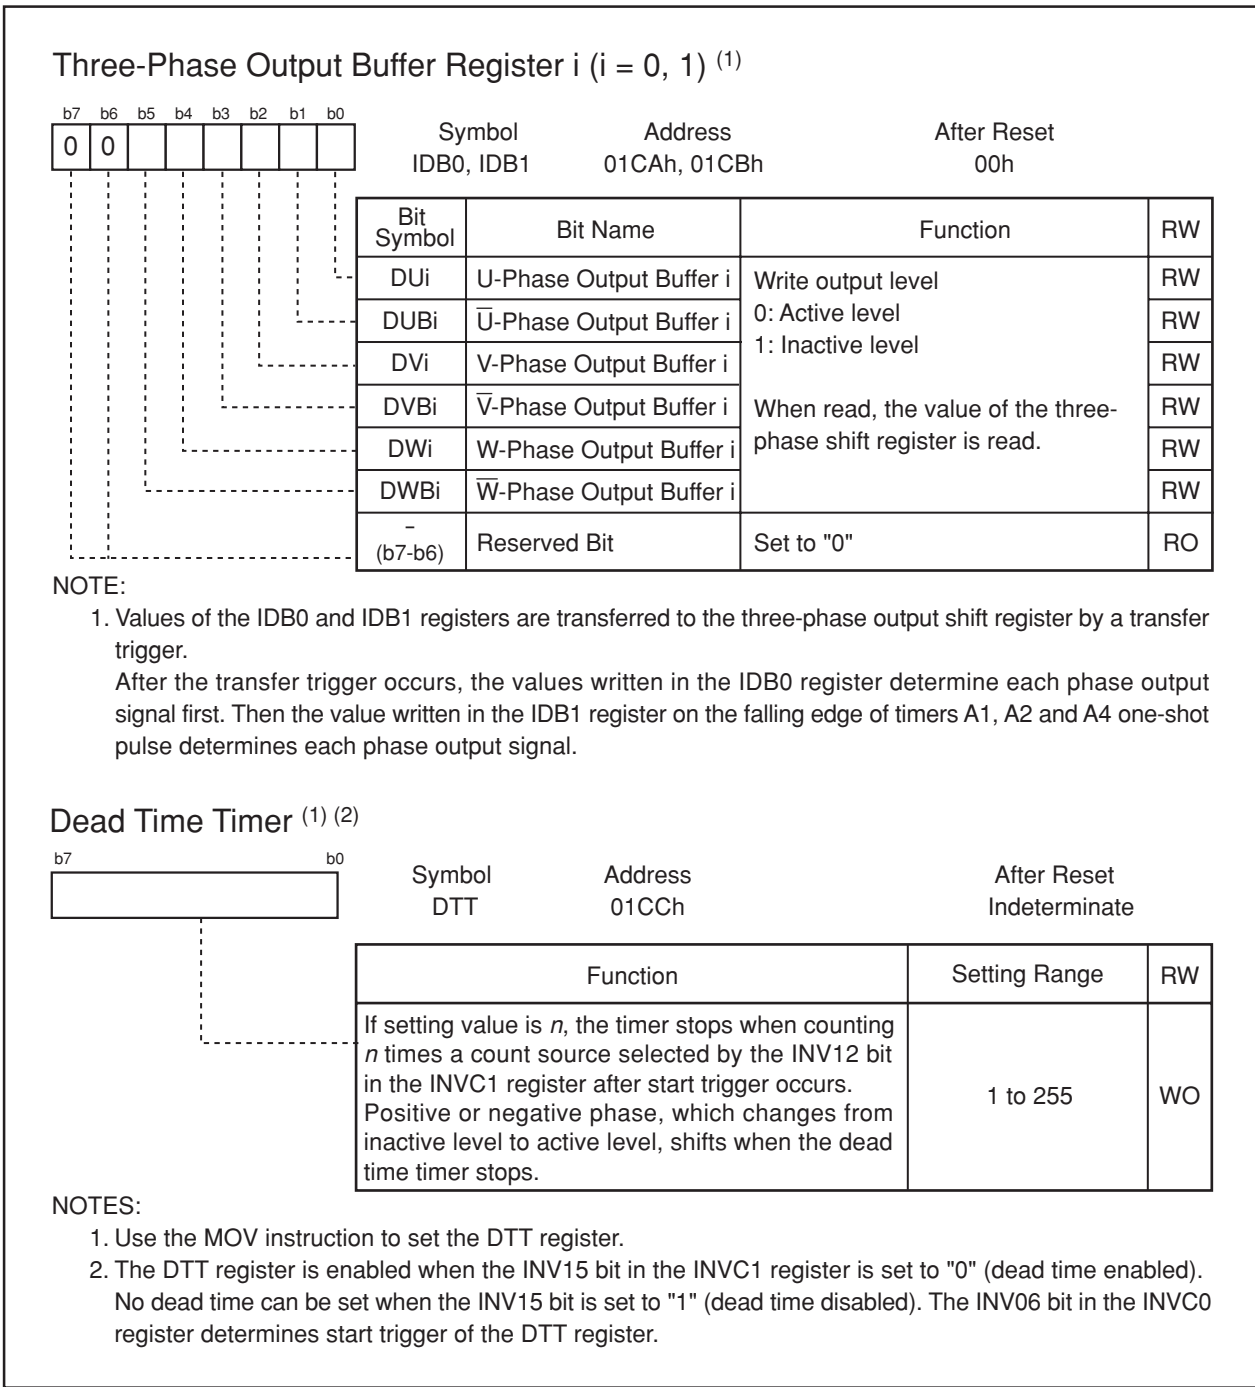 Three-Phase Output Buffer Register i (i = 0, 1) (1)
b7 b6 b5 b4 b3 b2 b1 b0
0 0
Symbol Address After Reset
IDB0, IDB1 01CAh, 01CBh 00h
Bit Symbol Bit Name Function RW
DUi U-Phase Output Buffer i Write output level RW
DUBi U̅-Phase Output Buffer i 0: Active level RW
DVi V-Phase Output Buffer i 1: Inactive level RW
DVBi V̅-Phase Output Buffer i When read, the value of the three- RW
DWi W-Phase Output Buffer i phase shift register is read. RW
DWBi W̅-Phase Output Buffer i RW
–
(b7-b6) Reserved Bit Set to "0" RO
NOTE:
1. Values of the IDB0 and IDB1 registers are transferred to the three-phase output shift register by a transfer
trigger.
After the transfer trigger occurs, the values written in the IDB0 register determine each phase output
signal first. Then the value written in the IDB1 register on the falling edge of timers A1, A2 and A4 one-shot
pulse determines each phase output signal.
Dead Time Timer (1) (2)
b7 b0
Symbol Address After Reset
DTT 01CCh Indeterminate
Function Setting Range RW
If setting value is n, the timer stops when counting
n times a count source selected by the INV12 bit
in the INVC1 register after start trigger occurs.
Positive or negative phase, which changes from
inactive level to active level, shifts when the dead
time timer stops.
1 to 255 WO
NOTES:
1. Use the MOV instruction to set the DTT register.
2. The DTT register is enabled when the INV15 bit in the INVC1 register is set to "0" (dead time enabled).
No dead time can be set when the INV15 bit is set to "1" (dead time disabled). The INV06 bit in the INVC0
register determines start trigger of the DTT register.